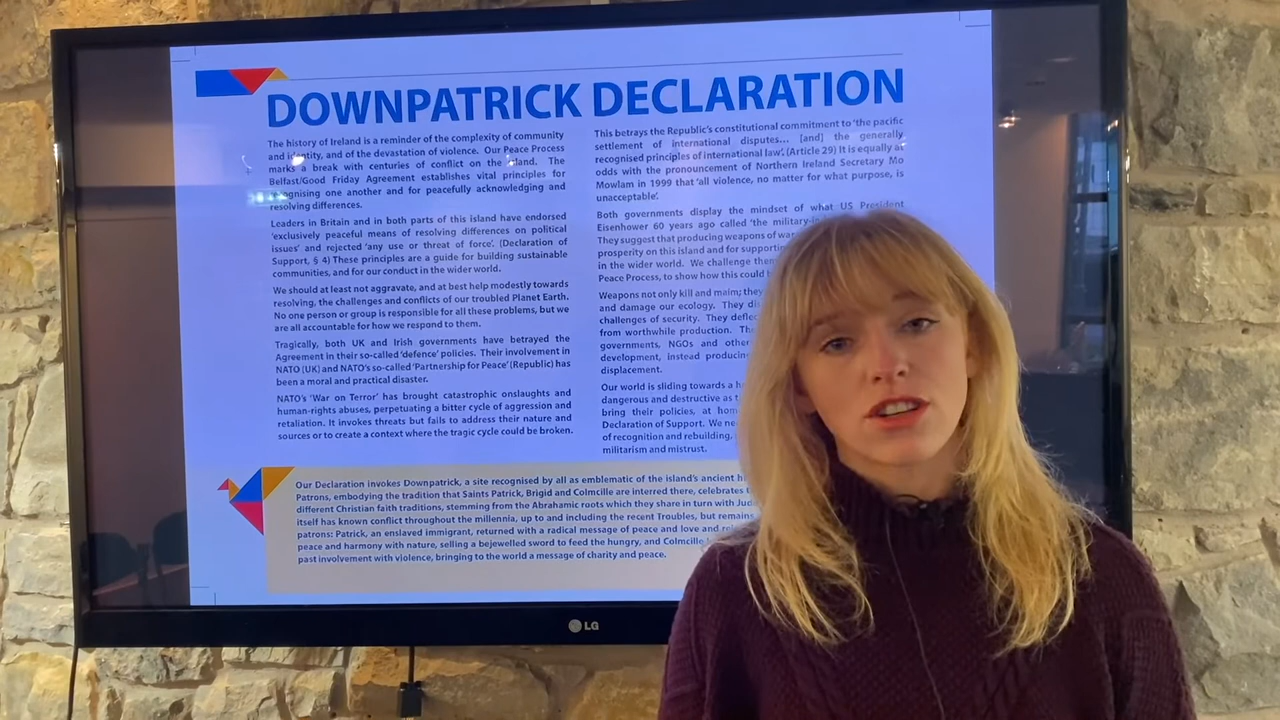 DOWNPATRICK DECLARATION
The history of Ireland is a reminder of the complexity of community
and identity, and of the devastation of violence. Our Peace Process
marks a break with centuries of conflict on the island. The
Belfast/Good Friday Agreement establishes vital principles for
recognising one another and for peacefully acknowledging and
resolving differences.
Leaders in Britain and in both parts of this island have endorsed
'exclusively peaceful means of resolving differences on political
issues' and rejected 'any use or threat of force'. (Declaration of
Support, § 4) These principles are a guide for building sustainable
communities, and for our conduct in the wider world.
We should at least not aggravate, and at best help modestly towards
resolving, the challenges and conflicts of our troubled Planet Earth.
No one person or group is responsible for all these problems, but we
are all accountable for how we respond to them.
Tragically, both UK and Irish governments have betrayed the
Agreement in their so-called 'defence' policies. Their involvement in
NATO (UK) and NATO's so-called 'Partnership for Peace' (Republic) has
been a moral and practical disaster.
NATO's 'War on Terror' has brought catastrophic onslaughts and
human-rights abuses, perpetuating a bitter cycle of aggression and
retaliation. It invokes threats but fails to address their nature and
sources or to create a context where the tragic cycle could be broken.
This betrays the Republic's constitutional commitment to 'the pacific
settlement of international disputes... [and] the generally
recognised principles of international law'. (Article 29) It is equally at
odds with the pronouncement of Northern Ireland Secretary Mo
Mowlam in 1999 that 'all violence, no matter for what purpose, is
unacceptable'.
Both governments display the mindset of what US President
Eisenhower 60 years ago called 'the military-
They suggest that producing weapons of war
prosperity on this island and for supporting
in the wider world. We challenge them
Peace Process, to show how this could b
Weapons not only kill and maim; they
and damage our ecology. They di
challenges of security. They defle
from worthwhile production. The
governments, NGOs and other
development, instead producing
displacement.
Our world is sliding towards a h
dangerous and destructive as t
bring their policies, at hom
Declaration of Support. We ne
of recognition and rebuilding,
militarism and mistrust.
Our Declaration invokes Downpatrick, a site recognised by all as emblematic of the island's ancient h
Patrons, embodying the tradition that Saints Patrick, Brigid and Colmcille are interred there, celebrates t
different Christian faith traditions, stemming from the Abrahamic roots which they share in turn with Jud
itself has known conflict throughout the millennia, up to and including the recent Troubles, but remains
patrons: Patrick, an enslaved immigrant, returned with a radical message of peace and love and
peace and harmony with nature, selling a bejewelled sword to feed the hungry, and Colmcille
past involvement with violence, bringing to the world a message of charity and peace.
LG